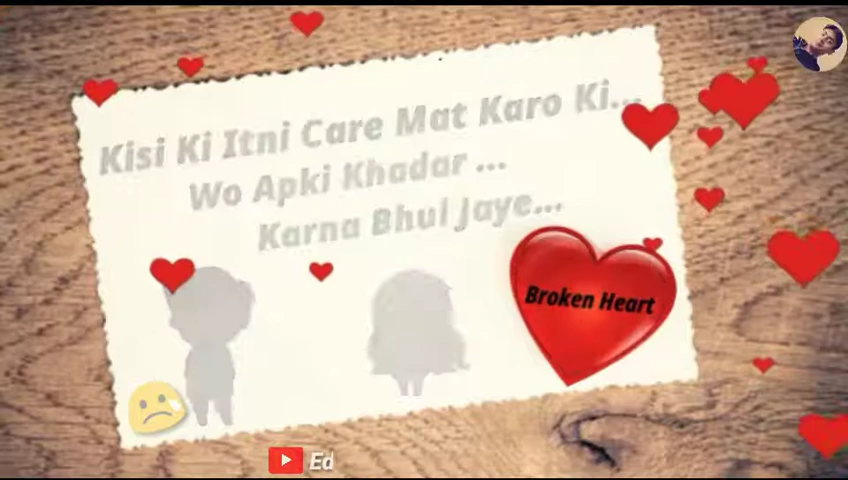 Kisi Ki Itni Care Mat Karo Ki...
Wo Apki Khadar ...
Karna Bhul Jaye...
Broken Heart
Ed